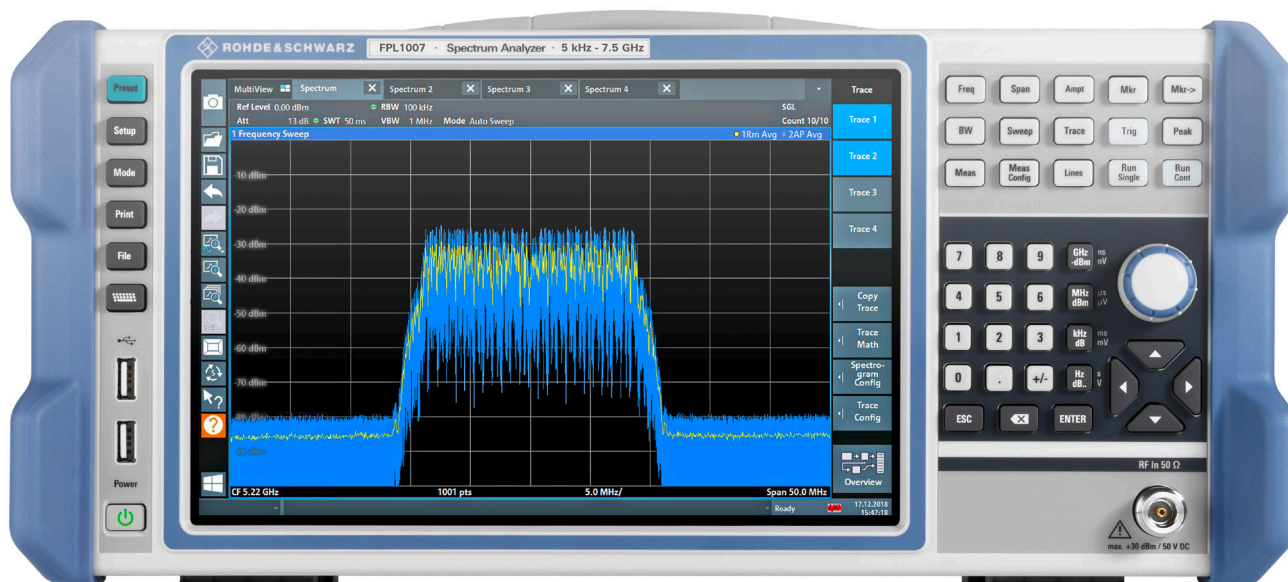 ROHDE&SCHWARZ FPL1007 · Spectrum Analyzer · 5 kHz - 7.5 GHz
Preset
Setup
Mode
Print
File
Power
MultiView Spectrum Spectrum 2 Spectrum 3 Spectrum 4
Ref Level 0.00 dBm RBW 100 kHz SGL
Att 13 dB SWT 50 ms VBW 1 MHz Mode Auto Sweep Count 10/10
1 Frequency Sweep 1Rm Avg 2AP Avg
-10 dBm
-20 dBm
-30 dBm
-40 dBm
-50 dBm
-60 dBm
-70 dBm
CF 5.22 GHz 1001 pts 5.0 MHz/ Span 50.0 MHz
Ready 17.12.2018
15:47:18
1:1
Trace
Trace 1
Trace 2
Trace 3
Trace 4
Copy
Trace
Trace
Math
Spectro-
gram
Config
Trace
Config
Overview
Freq Span Ampt Mkr Mkr->
BW Sweep Trace Trig Peak
Meas Meas Config Lines Run Single Run Cont
7 8 9 GHz -dBm ns nV
4 5 6 MHz dBm µs µV
1 2 3 kHz dB ms mV
0 . +/- Hz dB.. s V
ESC ENTER
RF In 50 Ω
max. +30 dBm / 50 V DC